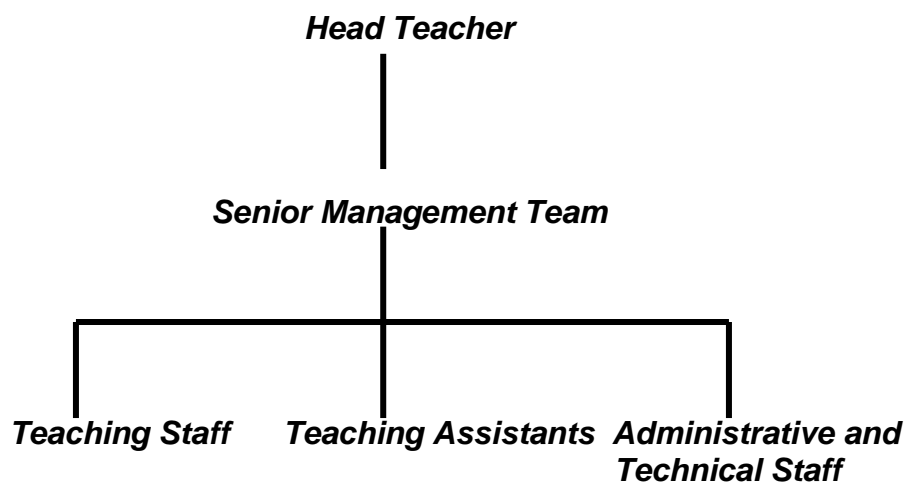 Head Teacher
Senior Management Team
Teaching Staff
Teaching Assistants
Administrative and
Technical Staff